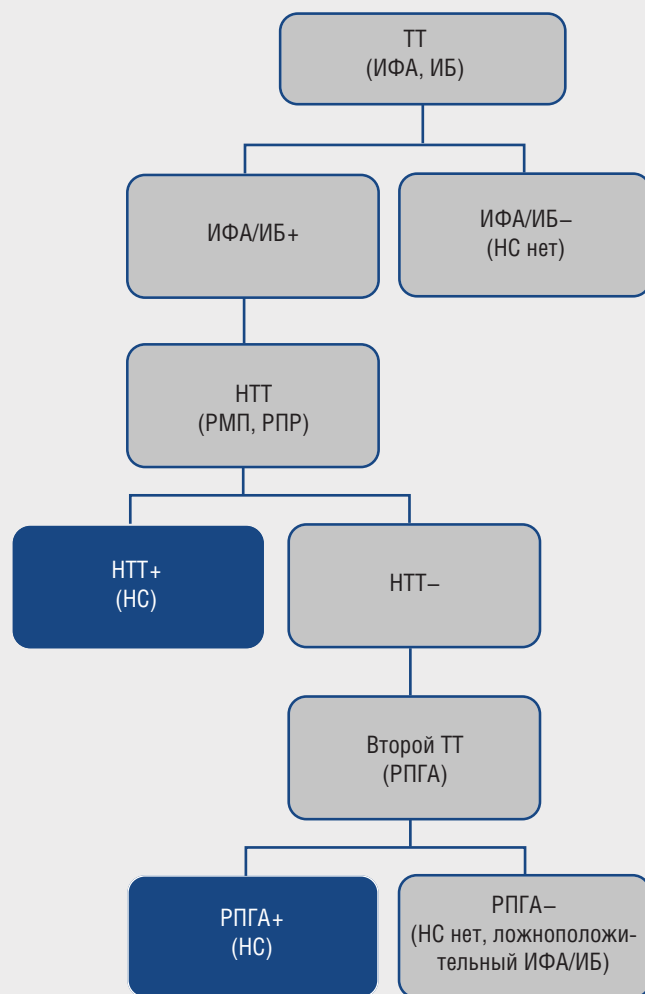 ТТ
(ИФА, ИБ)
ИФА/ИБ+
ИФА/ИБ–
(НС нет)
НТТ
(РМП, РПР)
НТТ+
(НС)
НТТ–
Второй ТТ
(РПГА)
РПГА+
(НС)
РПГА–
(НС нет, ложноположи-
тельный ИФА/ИБ)